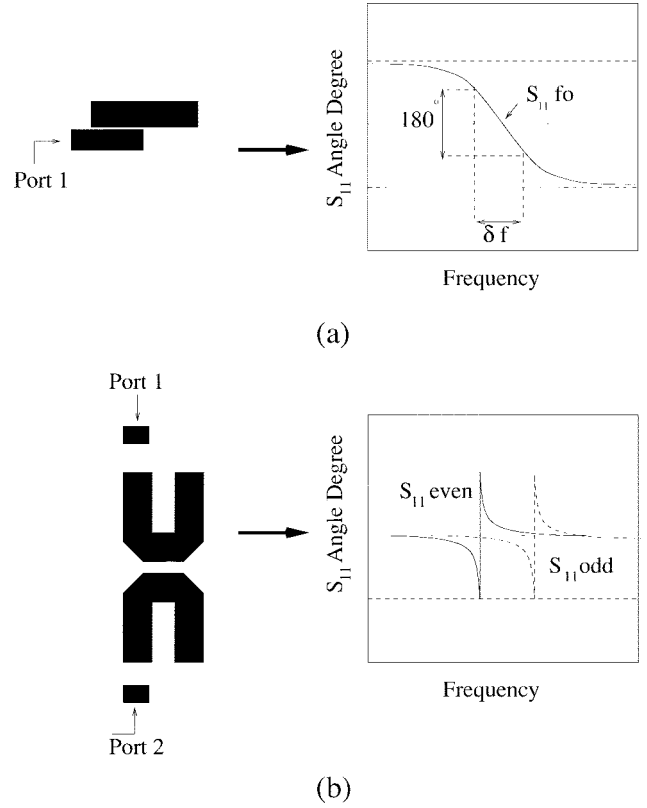 S11 Angle Degree
S11 fo
180°
Port 1
δ f
Frequency
(a)
Port 1
S11 Angle Degree
S11 even
S11 odd
Port 2
Frequency
(b)